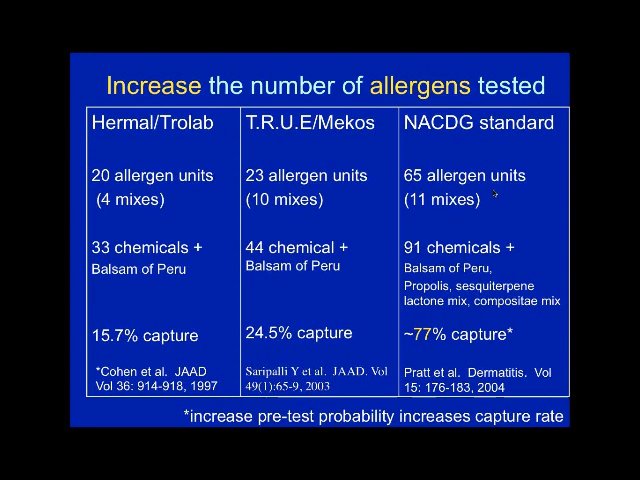 Increase the number of allergens tested
Hermal/Trolab
20 allergen units
(4 mixes)
33 chemicals +
Balsam of Peru
15.7% capture
*Cohen et al. JAAD
Vol 36: 914-918, 1997
T.R.U.E/Mekos
23 allergen units
(10 mixes)
44 chemical +
Balsam of Peru
24.5% capture
Saripalli Y et al. JAAD. Vol
49(1):65-9, 2003
NACDG standard
65 allergen units
(11 mixes)
91 chemicals +
Balsam of Peru,
Propolis, sesquiterpene
lactone mix, compositae mix
~77% capture*
Pratt et al. Dermatitis. Vol
15: 176-183, 2004
*increase pre-test probability increases capture rate